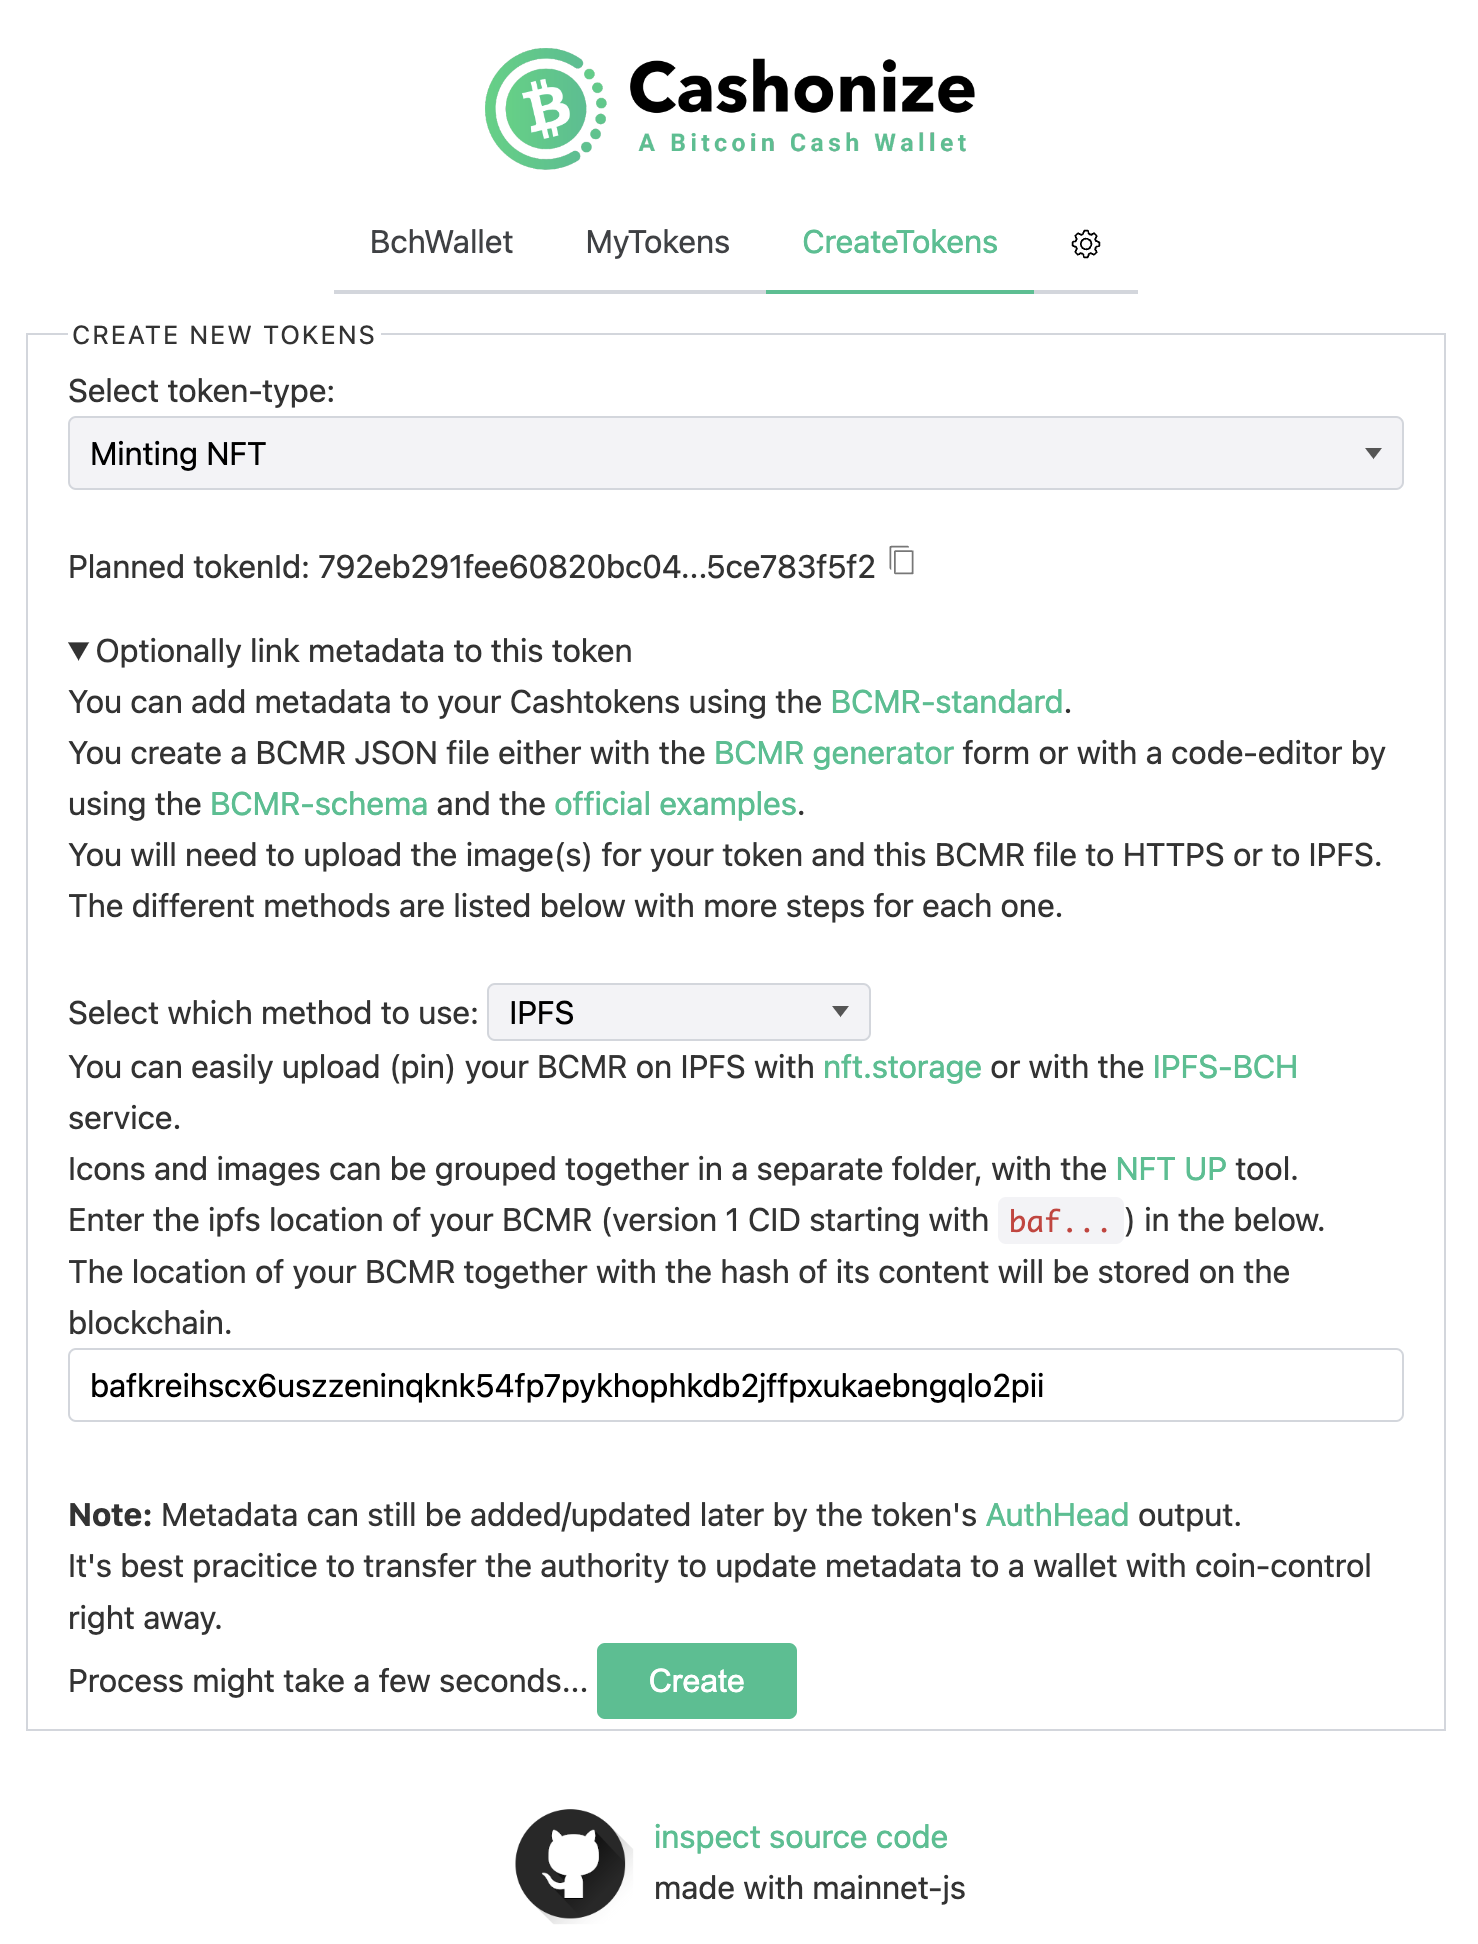 Cashonize
A Bitcoin Cash Wallet
BchWallet MyTokens CreateTokens
CREATE NEW TOKENS
Select token-type:
Minting NFT
Planned tokenId: 792eb291fee60820bc04...5ce783f5f2
Optionally link metadata to this token
You can add metadata to your Cashtokens using the BCMR-standard.
You create a BCMR JSON file either with the BCMR generator form or with a code-editor by
using the BCMR-schema and the official examples.
You will need to upload the image(s) for your token and this BCMR file to HTTPS or to IPFS.
The different methods are listed below with more steps for each one.
Select which method to use: IPFS
You can easily upload (pin) your BCMR on IPFS with nft.storage or with the IPFS-BCH
service.
Icons and images can be grouped together in a separate folder, with the NFT UP tool.
Enter the ipfs location of your BCMR (version 1 CID starting with baf...) in the below.
The location of your BCMR together with the hash of its content will be stored on the
blockchain.
bafkreihscx6uszzeninqknk54fp7pykhophkdb2jffpxukaebngqlo2pii
Note: Metadata can still be added/updated later by the token's AuthHead output.
It's best pracitice to transfer the authority to update metadata to a wallet with coin-control
right away.
Process might take a few seconds... Create
inspect source code
made with mainnet-js